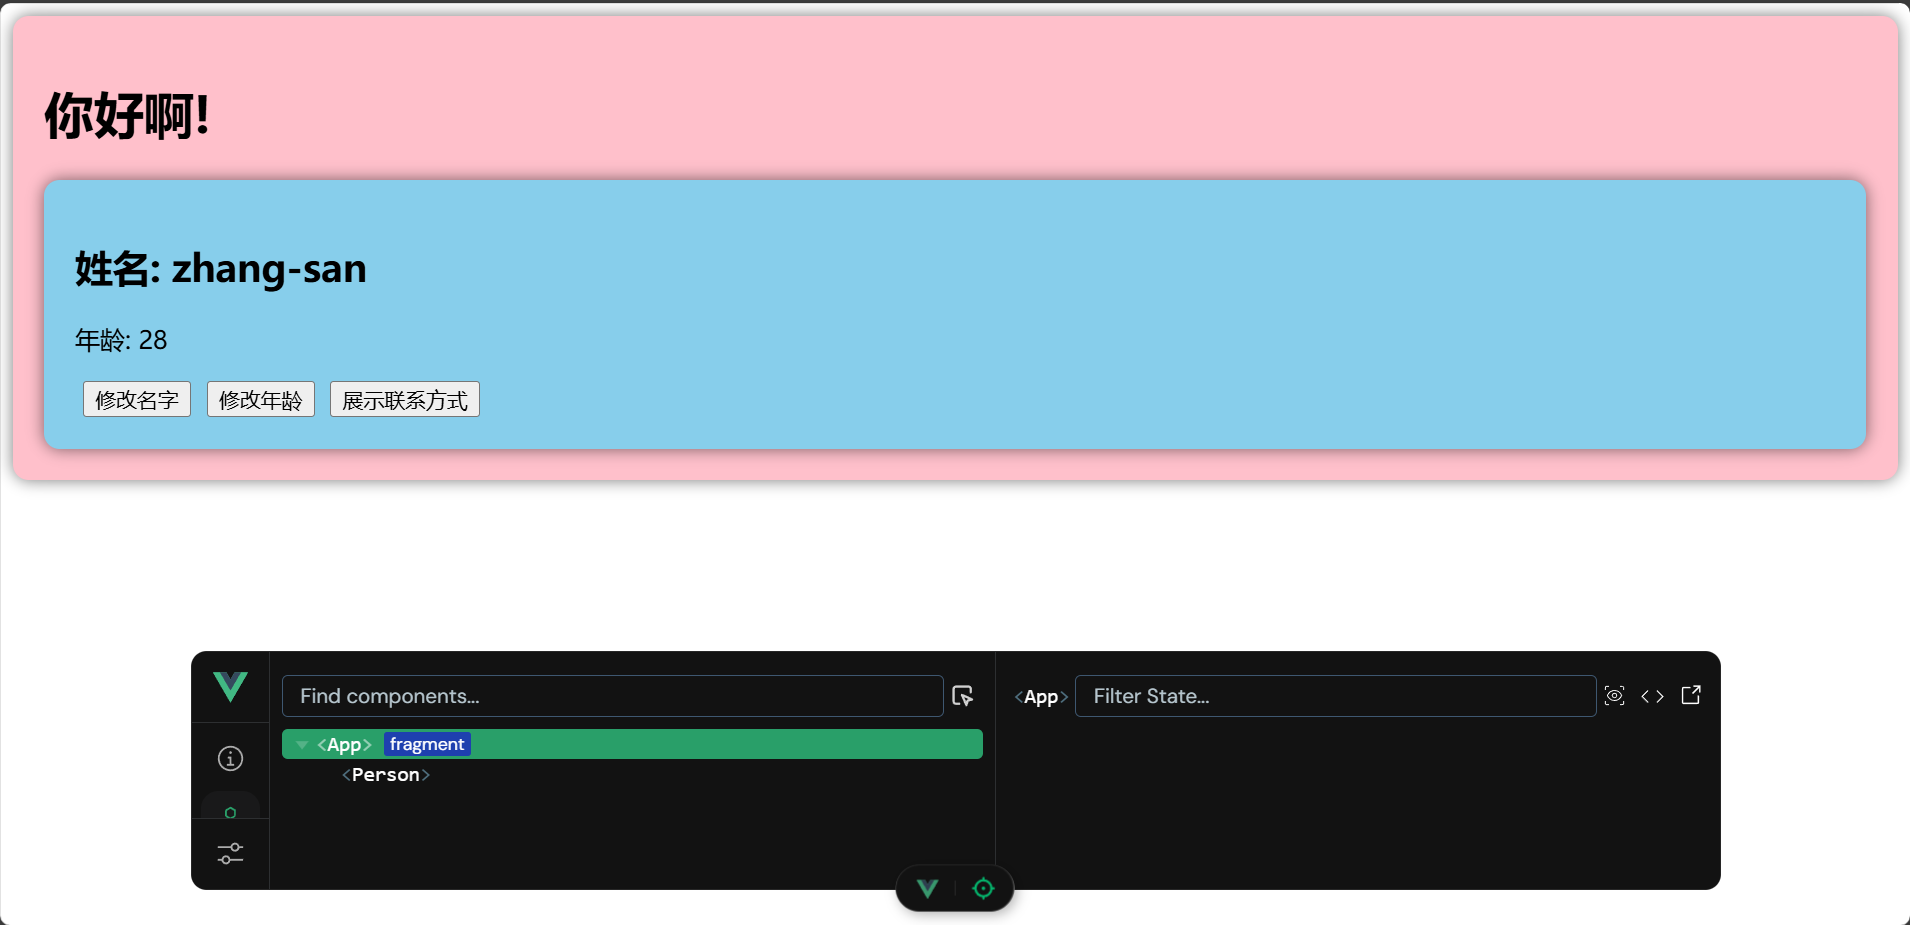 你好啊!
姓名: zhang-san
年龄: 28
修改名字 修改年龄 展示联系方式
Find components...
<App> Filter State...
<App> fragment
<Person>